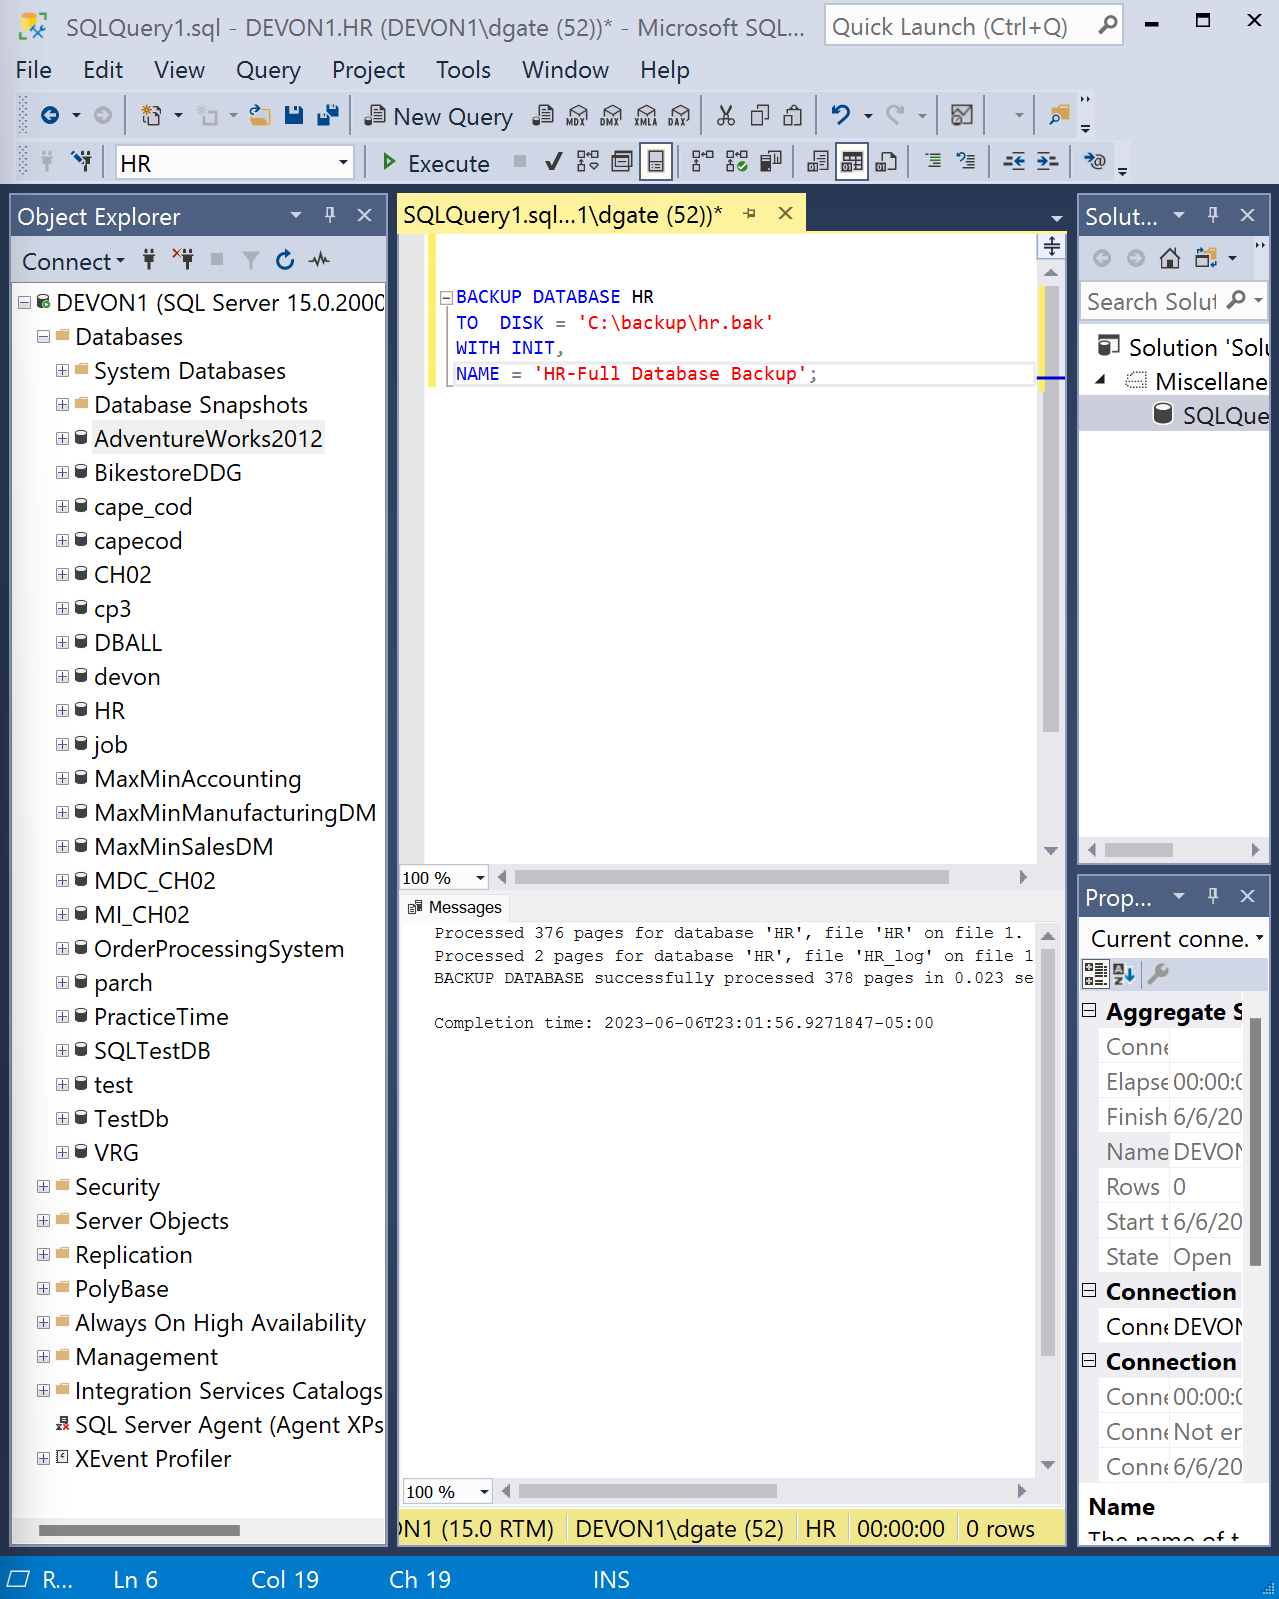 SQLQuery1.sql - DEVON1.HR (DEVON1\dgate (52))* - Microsoft SQL...
Quick Launch (Ctrl+Q)
File Edit View Query Project Tools Window Help
New Query MDX DMX XMLA DAX
HR Execute
Object Explorer
Connect
DEVON1 (SQL Server 15.0.2000
Databases
System Databases
Database Snapshots
AdventureWorks2012
BikestoreDDG
cape_cod
capecod
CH02
cp3
DBALL
devon
HR
job
MaxMinAccounting
MaxMinManufacturingDM
MaxMinSalesDM
MDC_CH02
MI_CH02
OrderProcessingSystem
parch
PracticeTime
SQLTestDB
test
TestDb
VRG
Security
Server Objects
Replication
PolyBase
Always On High Availability
Management
Integration Services Catalogs
SQL Server Agent (Agent XPs
XEvent Profiler
SQLQuery1.sql...1\dgate (52))*
BACKUP DATABASE HR
TO  DISK = 'C:\backup\hr.bak'
WITH INIT,
NAME = 'HR-Full Database Backup';
100 %
Messages
Processed 376 pages for database 'HR', file 'HR' on file 1.
Processed 2 pages for database 'HR', file 'HR_log' on file 1
BACKUP DATABASE successfully processed 378 pages in 0.023 se
Completion time: 2023-06-06T23:01:56.9271847-05:00
100 %
N1 (15.0 RTM) DEVON1\dgate (52) HR 00:00:00 0 rows
Solut...
Search Solut
Solution 'Solu
Miscellane
SQLQue
Prop...
Current conne.
Aggregate S
Conne
Elapse 00:00:0
Finish 6/6/20
Name DEVON
Rows 0
Start t 6/6/20
State Open
Connection
Conne DEVON
Connection
Conne 00:00:0
Conne Not en
Conne 6/6/20
Name
The name of t
R... Ln 6 Col 19 Ch 19 INS